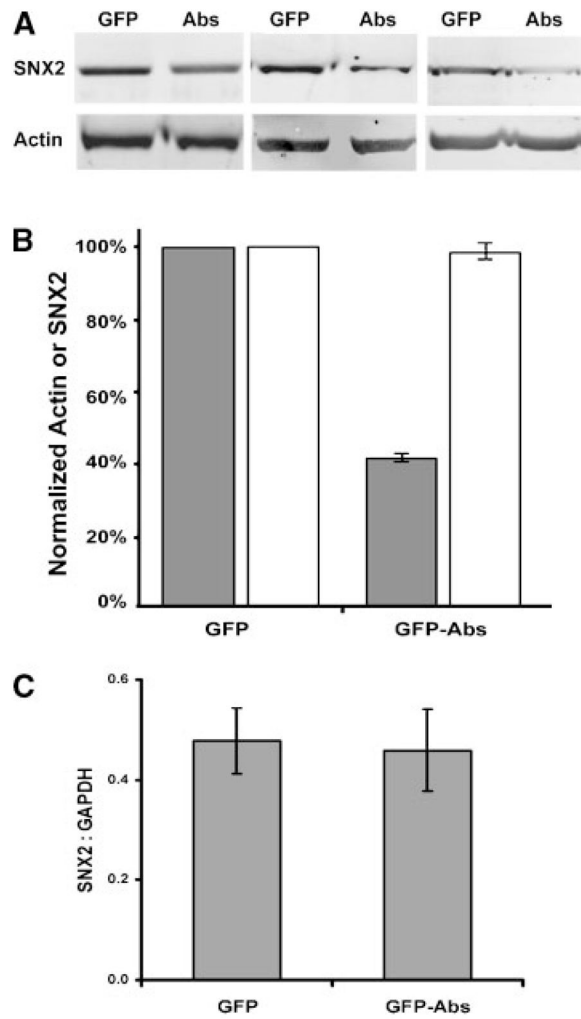 A
GFP Abs GFP Abs GFP Abs
SNX2
Actin
B
Normalized Actin or SNX2
100%
80%
60%
40%
20%
0%
GFP GFP-Abs
C
SNX2 : GAPDH
0.6
0.4
0.2
0.0
GFP GFP-Abs